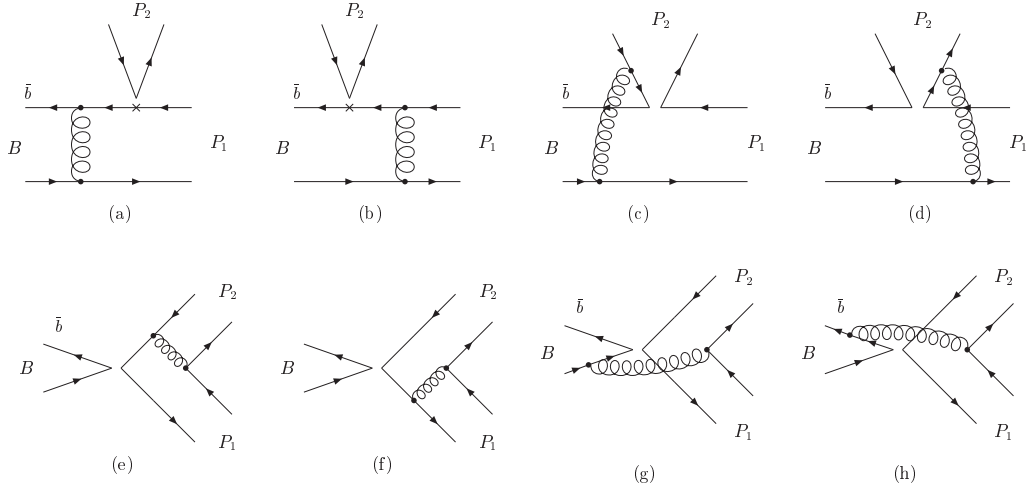 P₂ P₂ P₂ P₂
b̄ b̄ b̄ b̄
B P₁ B P₁ B P₁ B P₁
(a) (b) (c) (d)
P₂ P₂ P₂ P₂
b̄ b̄ b̄
B B B B
P₁ P₁ P₁ P₁
(e) (f) (g) (h)